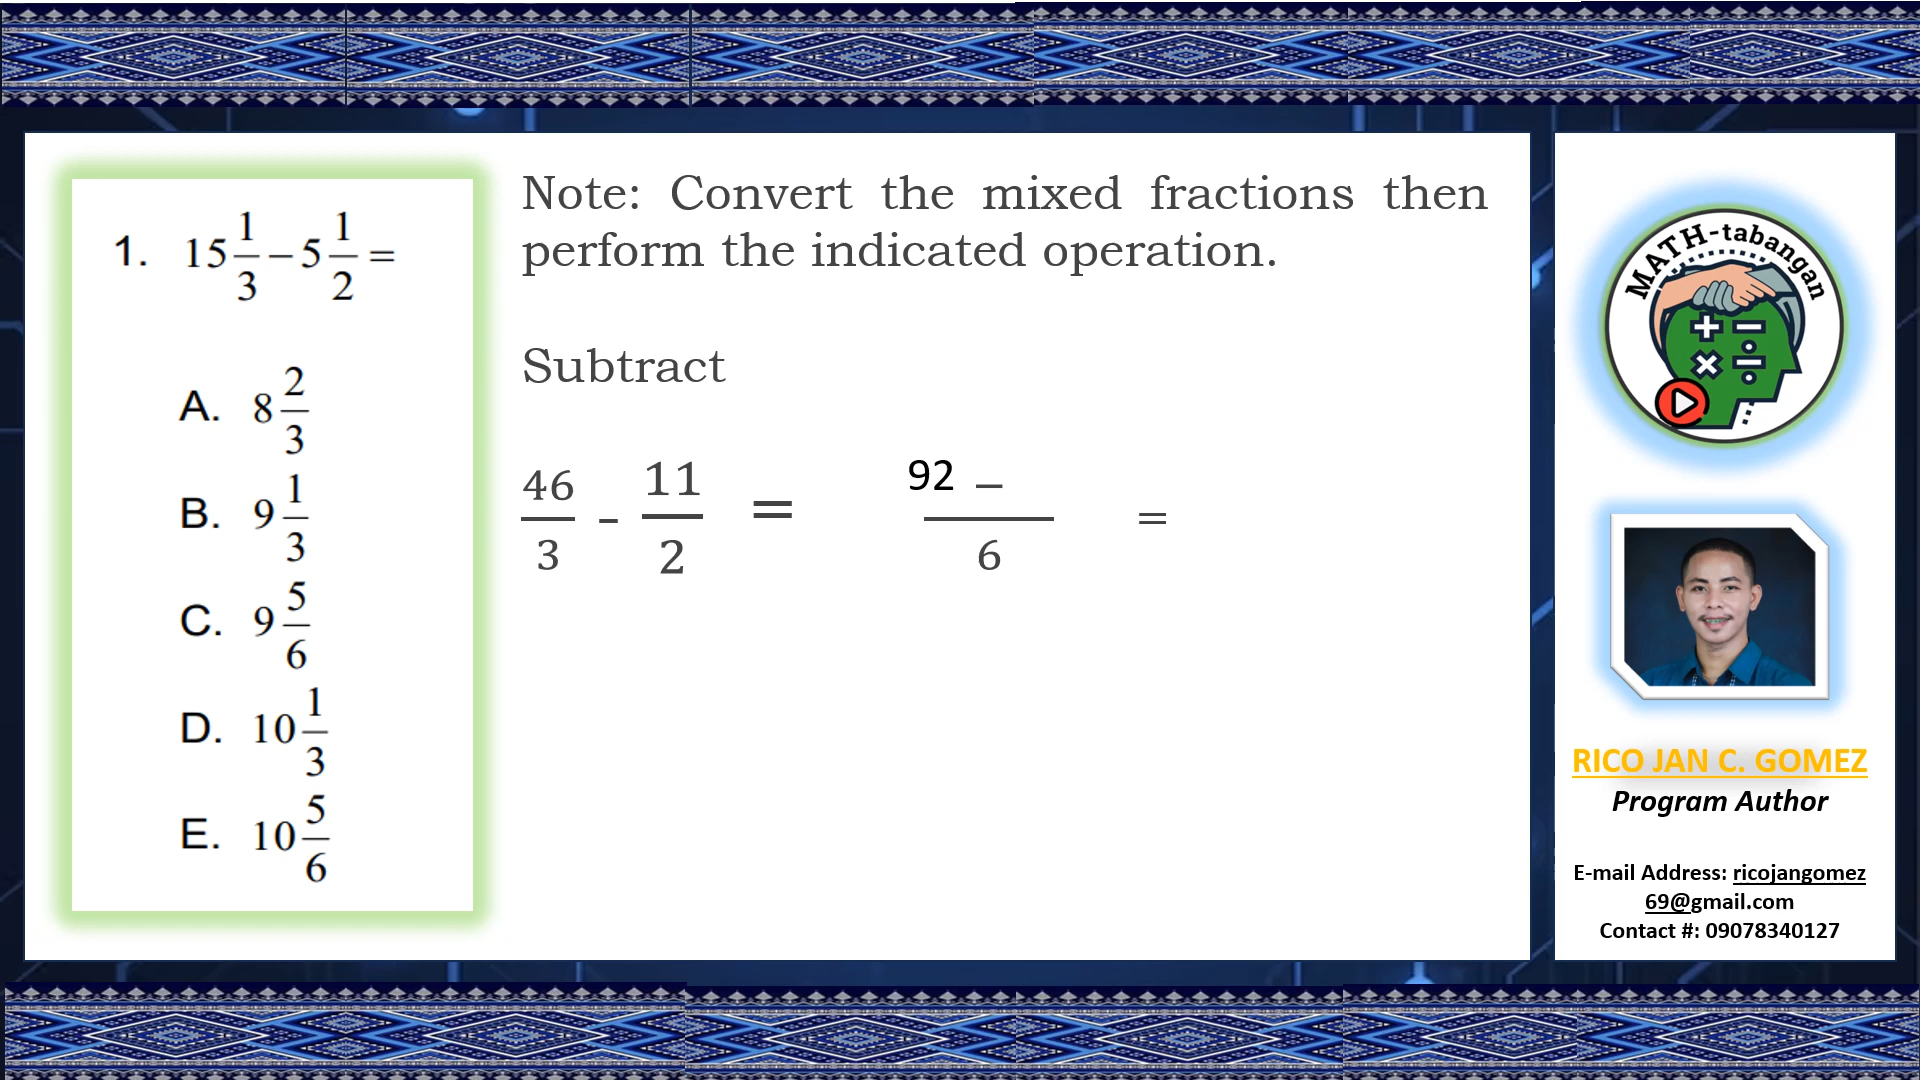 1. 15 1/3 − 5 1/2 =
A. 8 2/3
B. 9 1/3
C. 9 5/6
D. 10 1/3
E. 10 5/6
Note: Convert the mixed fractions then
perform the indicated operation.
Subtract
46/3 - 11/2 = 92 − /6 =
MATH-tabangan
RICO JAN C. GOMEZ
Program Author
E-mail Address: ricojangomez
69@gmail.com
Contact #: 09078340127